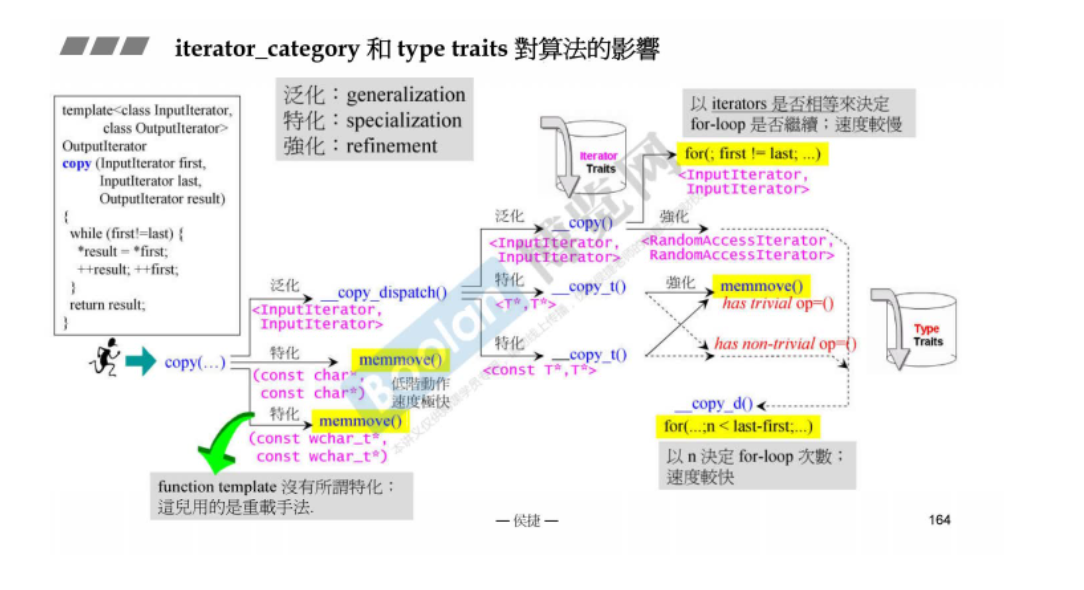 iterator_category 和 type traits 對算法的影響
template<class InputIterator,
class OutputIterator>
OutputIterator
copy (InputIterator first,
InputIterator last,
OutputIterator result)
{
while (first!=last) {
*result = *first;
++result; ++first;
}
return result;
}
泛化：generalization
特化：specialization
強化：refinement
Iterator
Traits
以 iterators 是否相等來決定
for-loop 是否繼續；速度較慢
for(; first != last; ...)
<InputIterator,
InputIterator>
泛化
__copy()
<InputIterator,
InputIterator>
強化
<RandomAccessIterator,
RandomAccessIterator>
泛化
__copy_dispatch()
<InputIterator,
InputIterator>
特化
__copy_t()
<T*,T*>
強化
memmove()
has trivial op=()
特化
__copy_t()
<const T*,T*>
has non-trivial op=()
Type
Traits
copy(…)
特化
memmove()
(const char*,
const char*)
低階動作
速度極快
特化
memmove()
(const wchar_t*,
const wchar_t*)
__copy_d()
for(...;n < last-first;...)
以 n 決定 for-loop 次數；
速度較快
function template 沒有所謂特化；
這兒用的是重載手法.
Boolan
博览网
— 侯捷 —
164